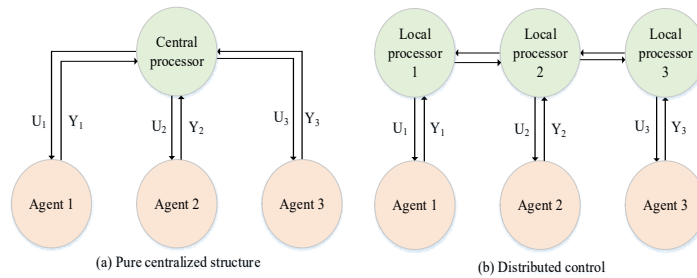 Central
processor
U₁
Y₁
U₂
Y₂
U₃
Y₃
Agent 1
Agent 2
Agent 3
(a) Pure centralized structure
Local
processor
1
Local
processor
2
Local
processor
3
U₁
Y₁
U₂
Y₂
U₃
Y₃
Agent 1
Agent 2
Agent 3
(b) Distributed control